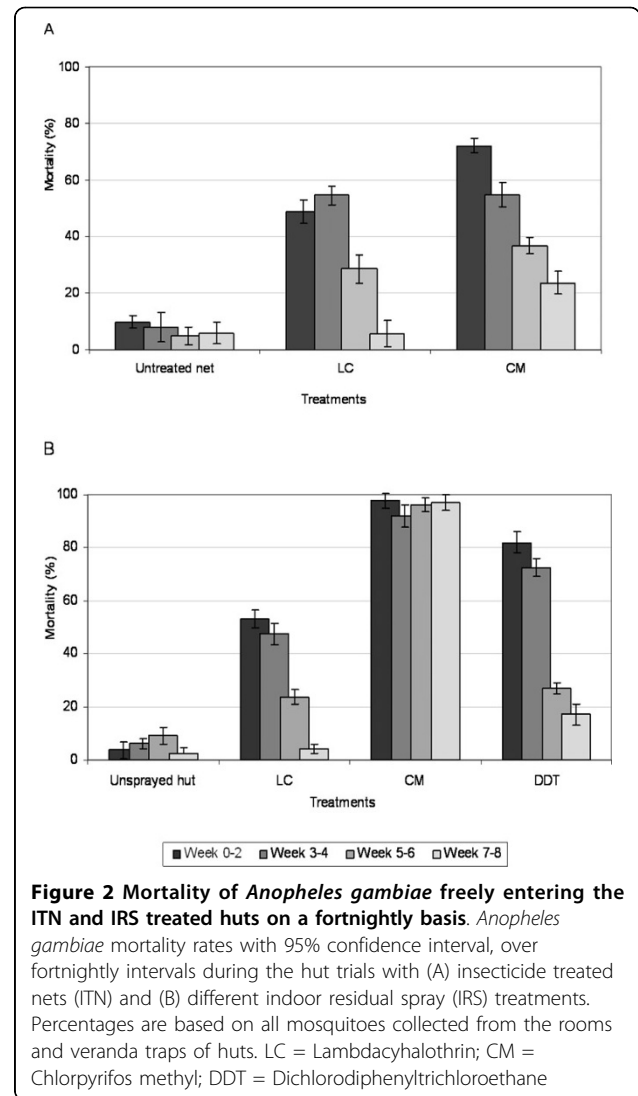 A
100
80
60
40
20
0
Mortality (%)
Untreated net LC CM
Treatments
B
100
80
60
40
20
0
Mortality (%)
Unsprayed hut LC CM DDT
Treatments
Week 0-2 Week 3-4 Week 5-6 Week 7-8
Figure 2 Mortality of Anopheles gambiae freely entering the
ITN and IRS treated huts on a fortnightly basis. Anopheles
gambiae mortality rates with 95% confidence interval, over
fortnightly intervals during the hut trials with (A) insecticide treated
nets (ITN) and (B) different indoor residual spray (IRS) treatments.
Percentages are based on all mosquitoes collected from the rooms
and veranda traps of huts. LC = Lambdacyhalothrin; CM =
Chlorpyrifos methyl; DDT = Dichlorodiphenyltrichloroethane